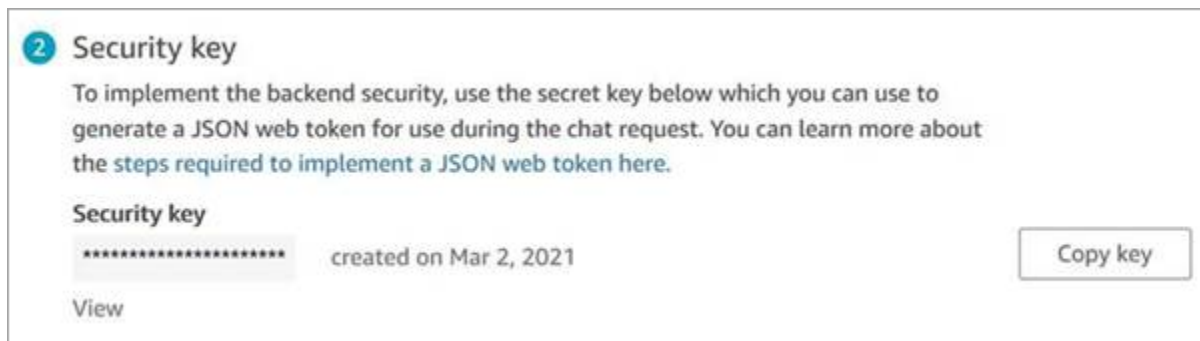 2 Security key
To implement the backend security, use the secret key below which you can use to
generate a JSON web token for use during the chat request. You can learn more about
the steps required to implement a JSON web token here.
Security key
********************** created on Mar 2, 2021 Copy key
View